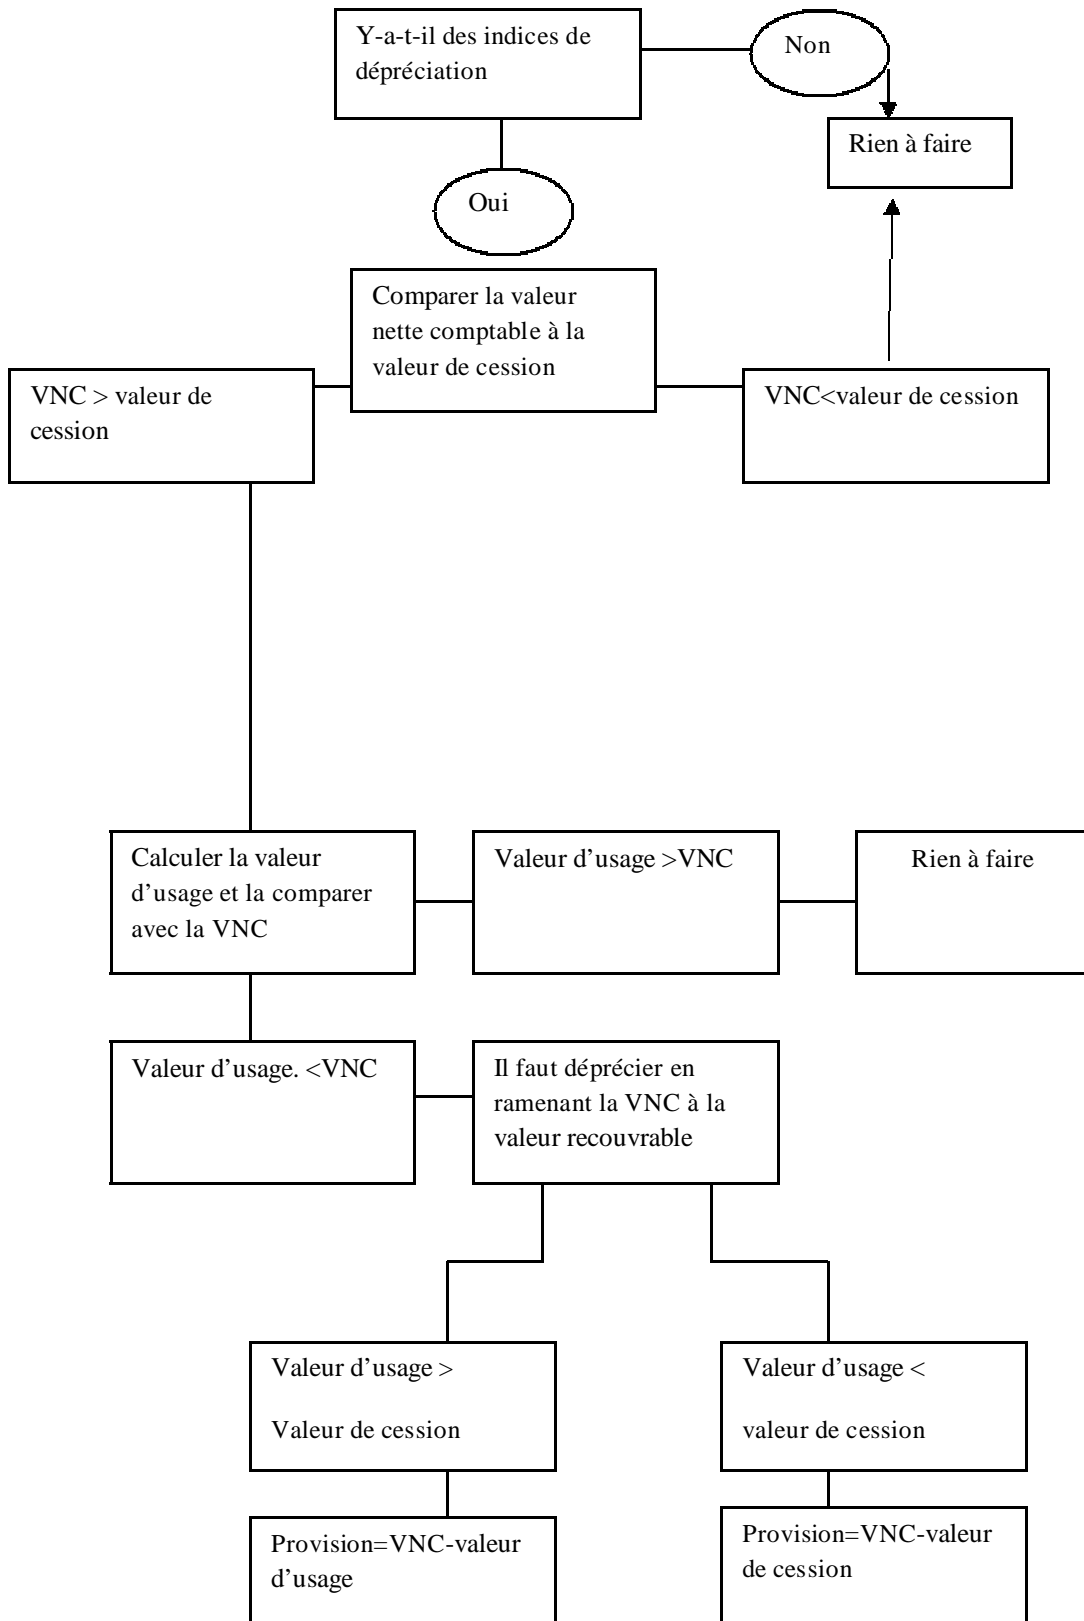 Y-a-t-il des indices de
dépréciation
Non
Rien à faire
Oui
Comparer la valeur
nette comptable à la
valeur de cession
VNC > valeur de
cession
VNC<valeur de cession
Calculer la valeur
d’usage et la comparer
avec la VNC
Valeur d’usage >VNC
Rien à faire
Valeur d’usage. <VNC
Il faut déprécier en
ramenant la VNC à la
valeur recouvrable
Valeur d’usage >
Valeur de cession
Valeur d’usage <
valeur de cession
Provision=VNC-valeur
d’usage
Provision=VNC-valeur
de cession